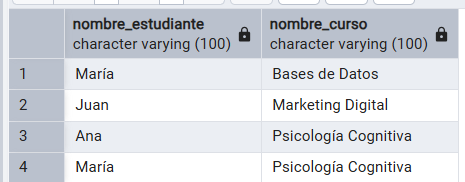 nombre_estudiante nombre_curso
character varying (100) character varying (100)
1 María Bases de Datos
2 Juan Marketing Digital
3 Ana Psicología Cognitiva
4 María Psicología Cognitiva